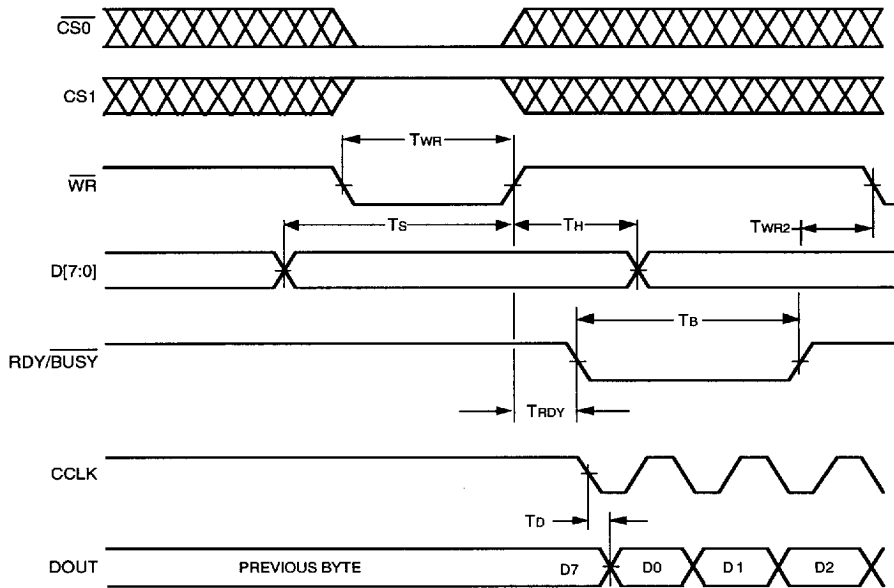 CS0
CS1
TWR
WR
TS
TH
TWR2
D[7:0]
TB
RDY/BUSY
TRDY
CCLK
TD
DOUT
PREVIOUS BYTE
D7
D0
D1
D2